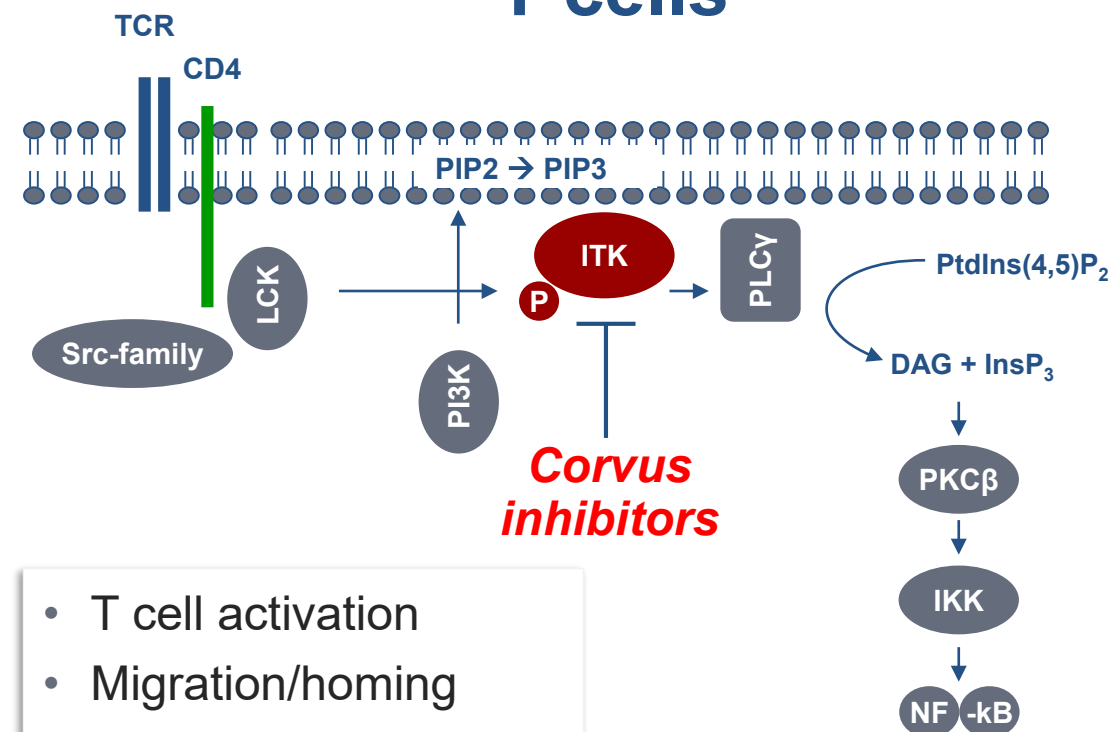 T cells
TCR
CD4
PIP2 → PIP3
ITK
P
LCK
Src-family
PI3K
PLCγ
PtdIns(4,5)P₂
DAG + InsP₃
Corvus
inhibitors
PKCβ
IKK
NF -kB
• T cell activation
• Migration/homing